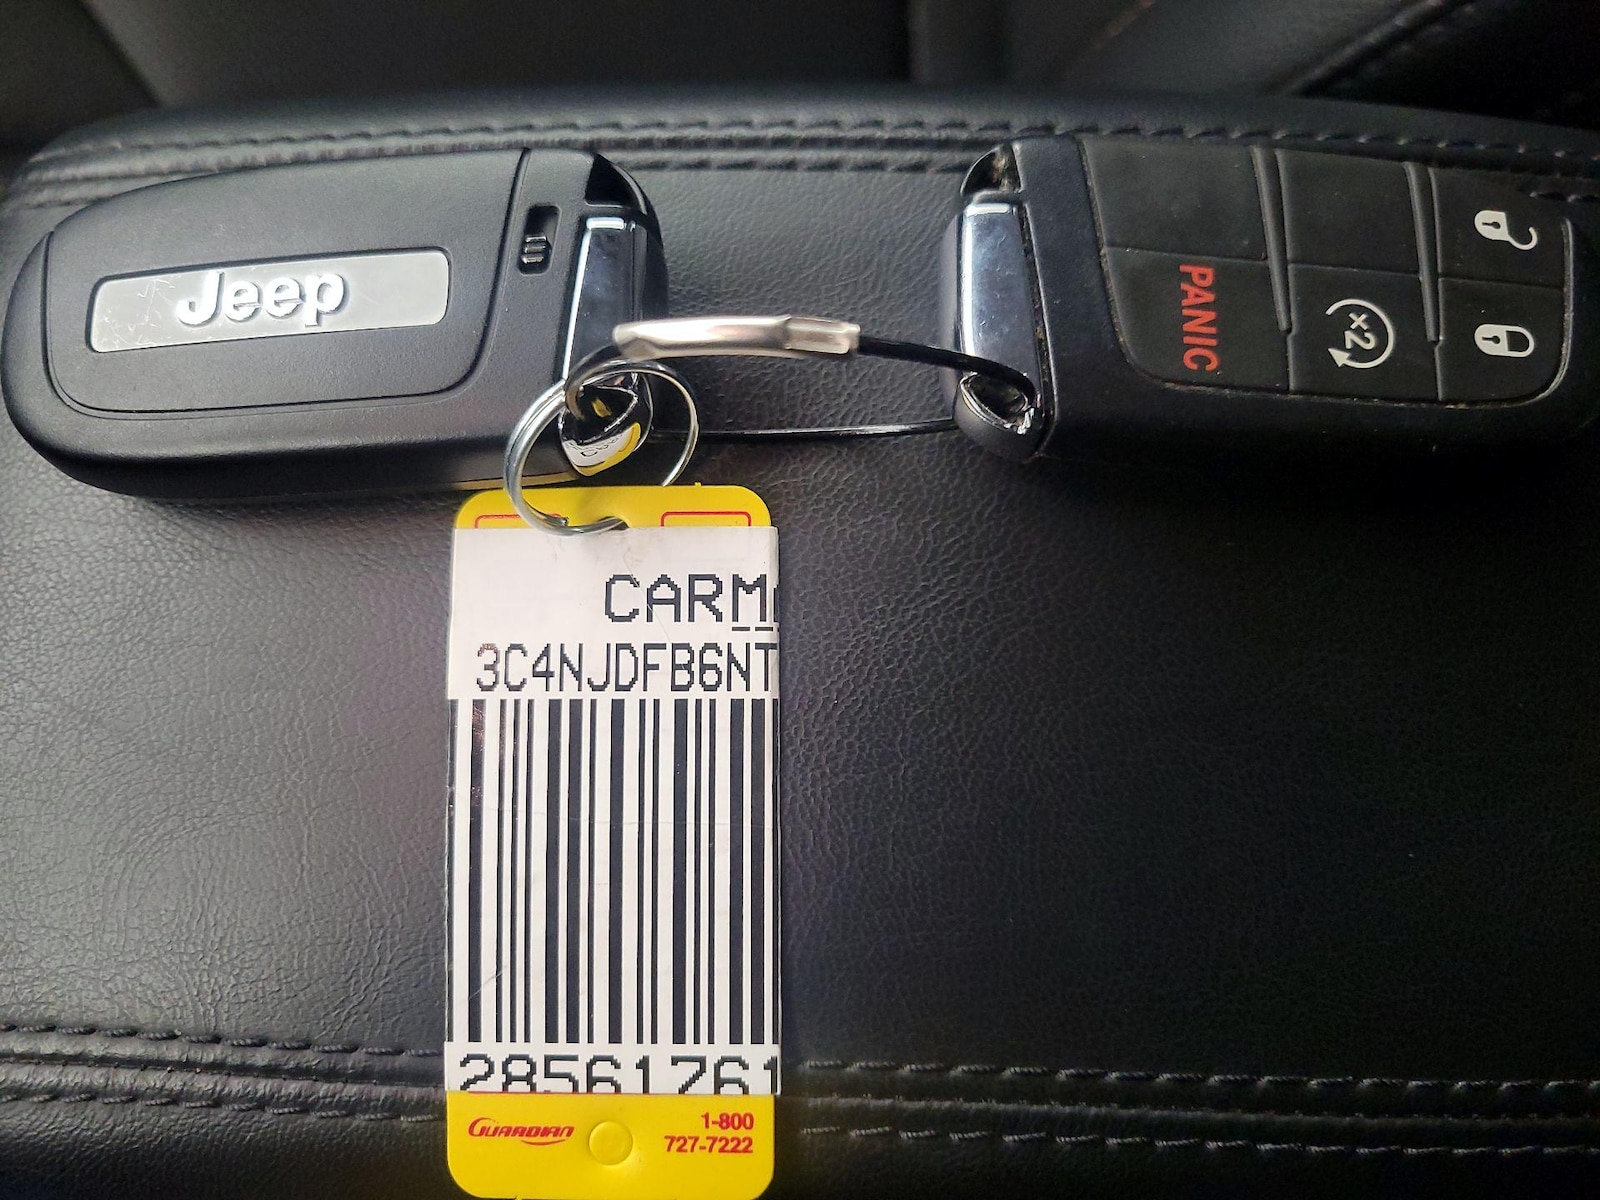 Jeep
PANIC
x2
CARM
3C4NJDFB6NT
28561761
GUARDIAN
1-800
727-7222